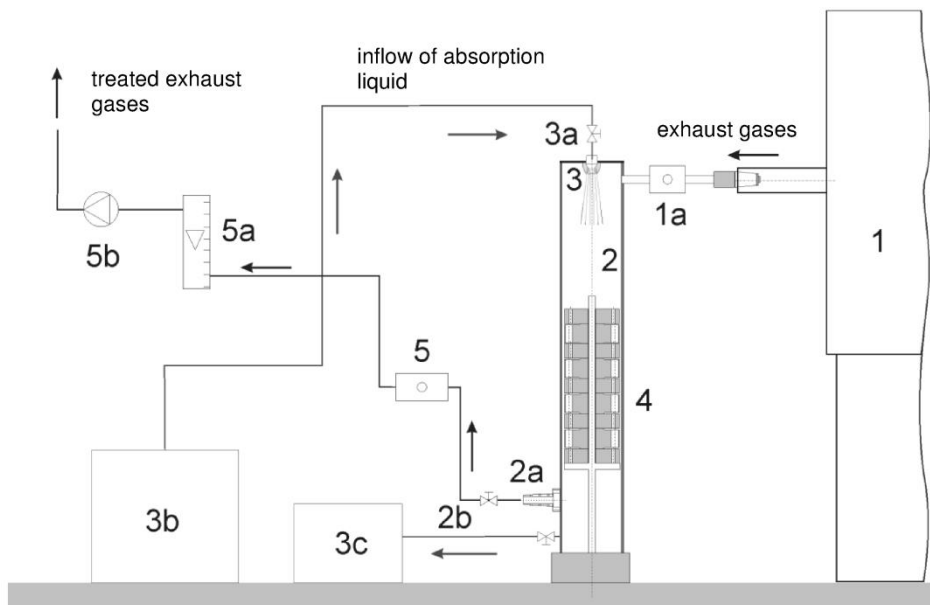 inflow of absorption
liquid
treated exhaust
gases
exhaust gases
3a
3
1a
1
5a
5b
2
5
4
2a
2b
3b
3c